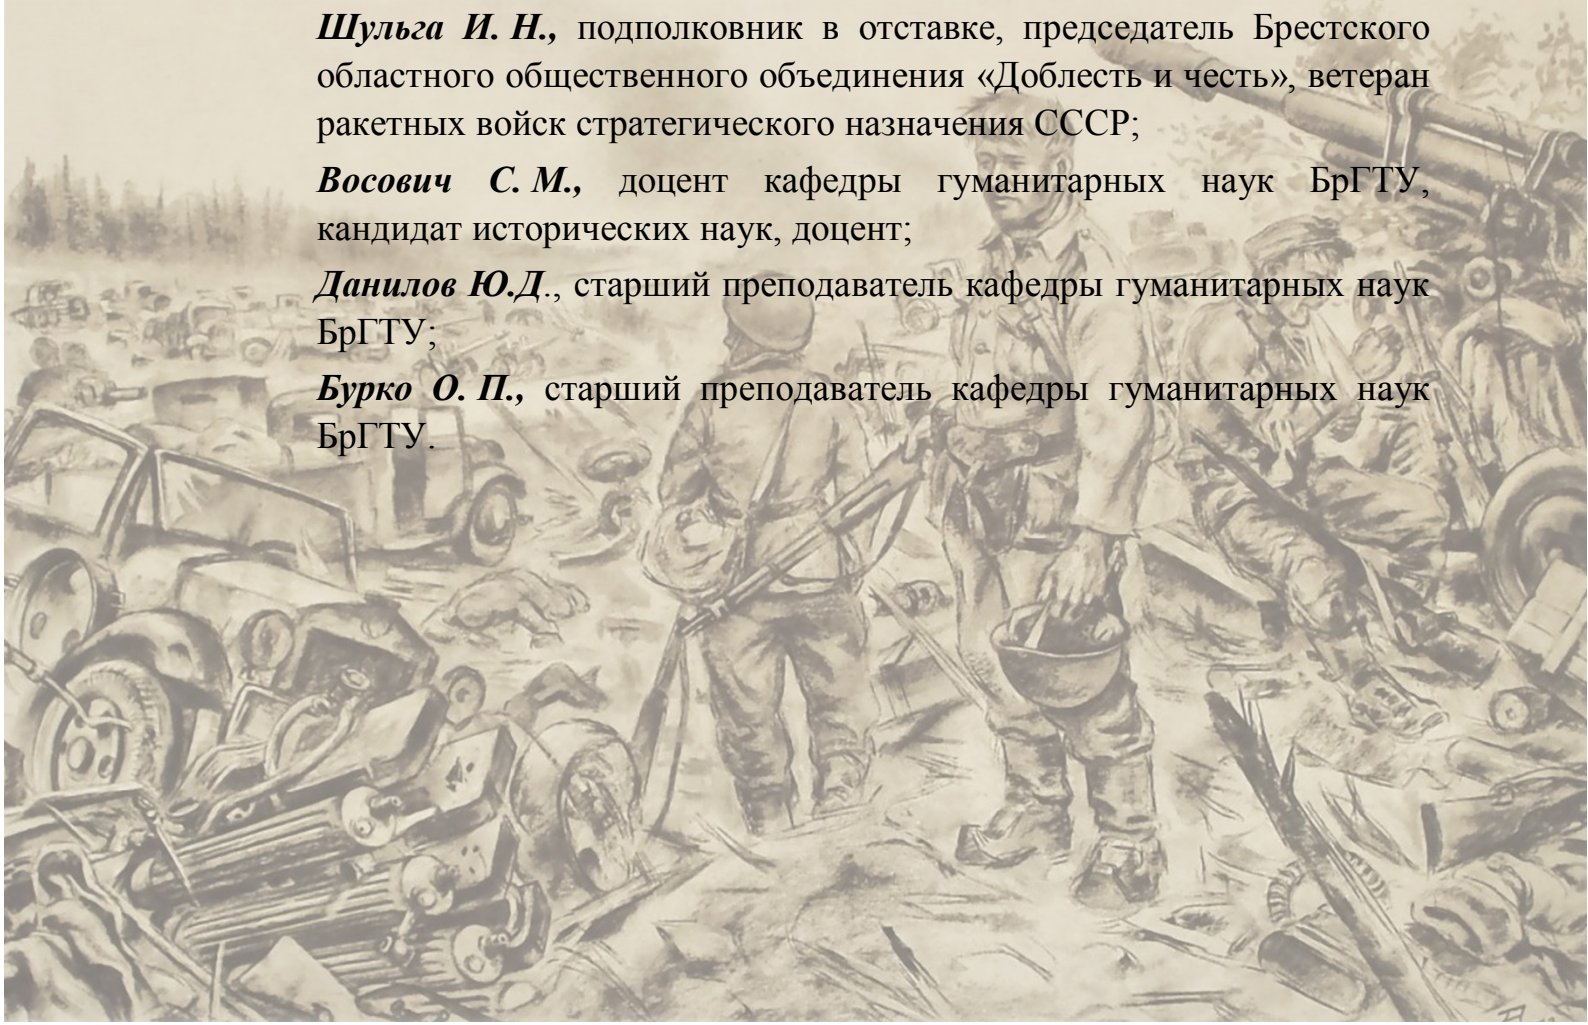 Шульга И. Н., подполковник в отставке, председатель Брестского
областного общественного объединения «Доблесть и честь», ветеран
ракетных войск стратегического назначения СССР;
Восович С. М., доцент кафедры гуманитарных наук БрГТУ,
кандидат исторических наук, доцент;
Данилов Ю.Д., старший преподаватель кафедры гуманитарных наук
БрГТУ;
Бурко О. П., старший преподаватель кафедры гуманитарных наук
БрГТУ.